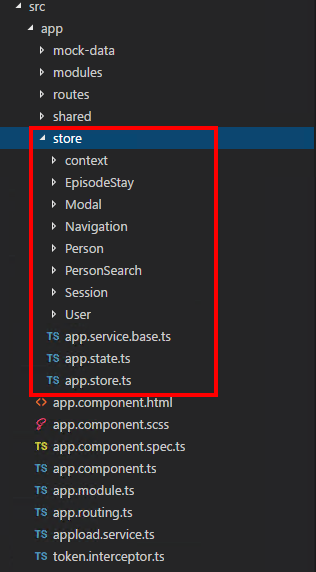 src
app
mock-data
modules
routes
shared
store
context
EpisodeStay
Modal
Navigation
Person
PersonSearch
Session
User
TS app.service.base.ts
TS app.state.ts
TS app.store.ts
<> app.component.html
app.component.scss
TS app.component.spec.ts
TS app.component.ts
TS app.module.ts
TS app.routing.ts
TS appload.service.ts
TS token.interceptor.ts